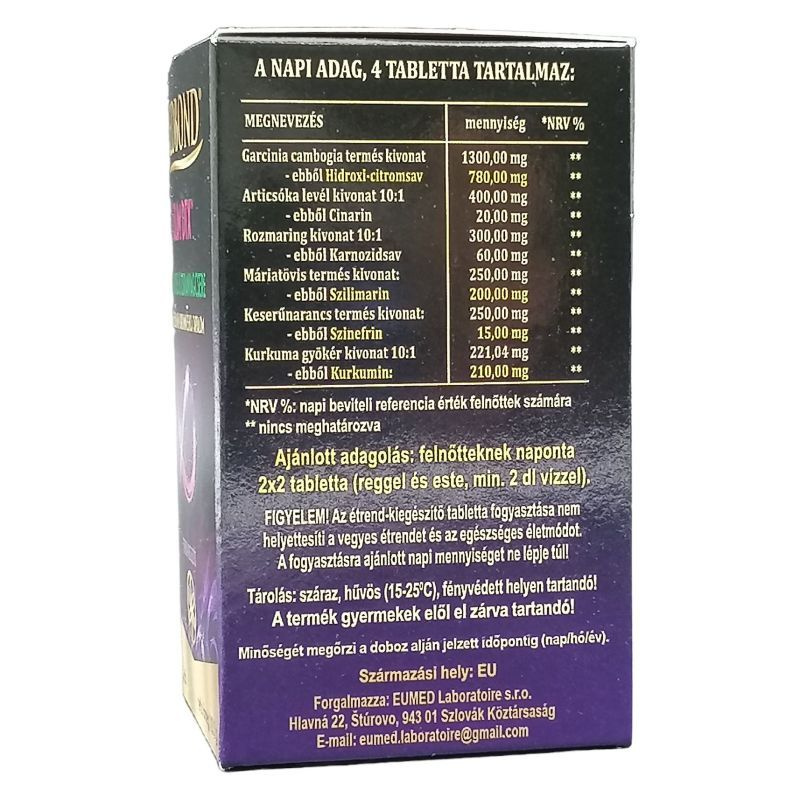 A NAPI ADAG, 4 TABLETTA TARTALMAZ:
MEGNEVEZÉS mennyiség *NRV %
Garcinia cambogia termés kivonat 1300,00 mg **
- ebből Hidroxi-citromsav 780,00 mg **
Articsóka levél kivonat 10:1 400,00 mg **
- ebből Cinarin 20,00 mg **
Rozmaring kivonat 10:1 300,00 mg **
- ebből Karnozidsav 60,00 mg **
Máriatövis termés kivonat: 250,00 mg **
- ebből Szilimarin 200,00 mg **
Keserűnarancs termés kivonat: 250,00 mg **
- ebből Szinefrin 15,00 mg **
Kurkuma gyökér kivonat 10:1 221,04 mg **
- ebből Kurkumin: 210,00 mg **
*NRV %: napi beviteli referencia érték felnőttek számára
** nincs meghatározva
Ajánlott adagolás: felnőtteknek naponta
2x2 tabletta (reggel és este, min. 2 dl vízzel).
FIGYELEM! Az étrend-kiegészítő tabletta fogyasztása nem
helyettesíti a vegyes étrendet és az egészséges életmódot.
A fogyasztásra ajánlott napi mennyiséget ne lépje túl!
Tárolás: száraz, hűvös (15-25⁰C), fényvédett helyen tartandó!
A termék gyermekek elől el zárva tartandó!
Minőségét megőrzi a doboz alján jelzett időpontig (nap/hó/év).
Származási hely: EU
Forgalmazza: EUMED Laboratoire s.r.o.
Hlavná 22, Štúrovo, 943 01 Szlovák Köztársaság
E-mail: eumed.laboratoire@gmail.com